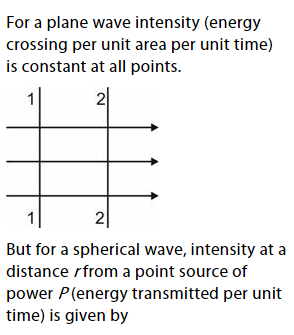 For a plane wave intensity (energy
crossing per unit area per unit time)
is constant at all points.
1 2
1 2
But for a spherical wave, intensity at a
distance r from a point source of
power P (energy transmitted per unit
time) is given by